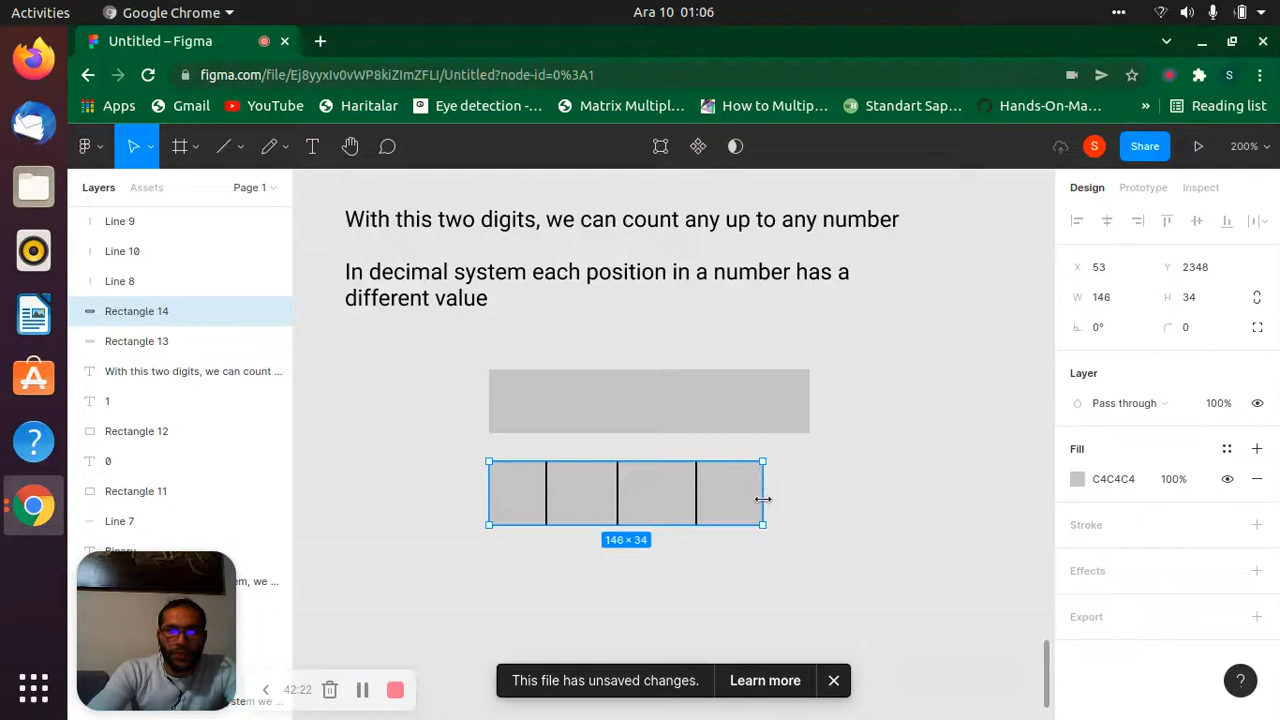 Activities
Google Chrome
Ara 10 01:06
Untitled – Figma
figma.com/file/Ej8yyxIv0vWP8kiZImZFLI/Untitled?node-id=0%3A1
S
Apps
Gmail
YouTube
Haritalar
Eye detection -...
Matrix Multipl...
How to Multip...
Standart Sap...
Hands-On-Ma...
»
Reading list
S
Share
200%
Layers
Assets
Page 1
Design
Prototype
Inspect
Line 9
Line 10
Line 8
Rectangle 14
Rectangle 13
With this two digits, we can count ...
1
Rectangle 12
0
Rectangle 11
Line 7
Binary
em, we ...
stem we ...
With this two digits, we can count any up to any number
In decimal system each position in a number has a
different value
146 × 34
X 53
Y 2348
W 146
H 34
0°
0
Layer
Pass through
100%
Fill
C4C4C4
100%
Stroke
Effects
Export
42:22
This file has unsaved changes.
Learn more
?